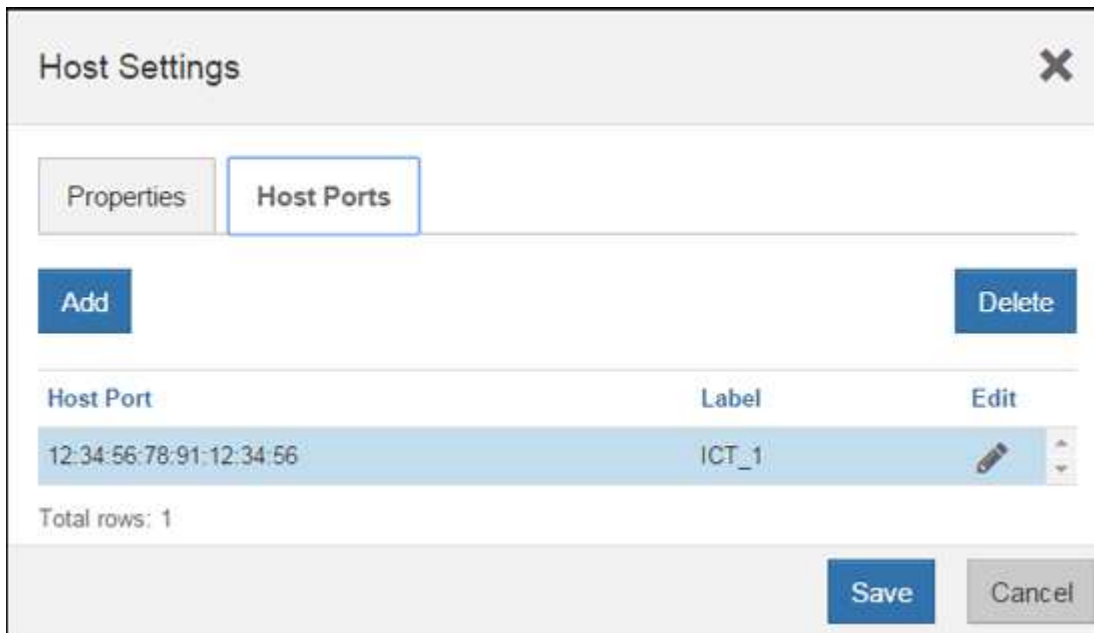 Host Settings
Properties Host Ports
Add Delete
Host Port Label Edit
12:34:56:78:91:12:34:56 ICT_1
Total rows: 1
Save Cancel